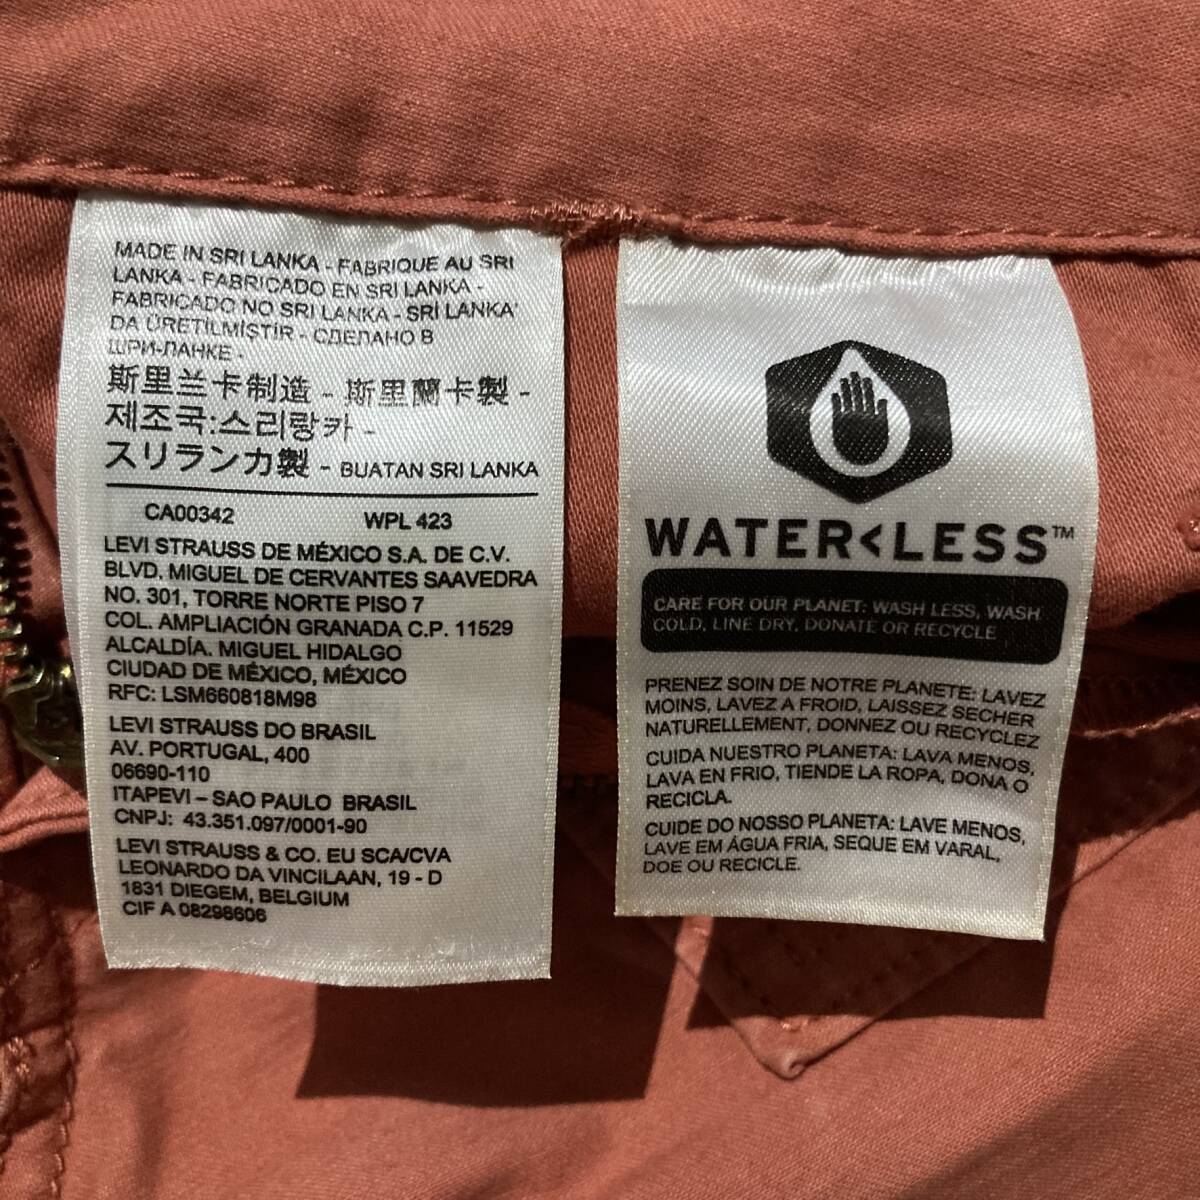 MADE IN SRI LANKA - FABRIQUE AU SRI
LANKA - FABRICADO EN SRI LANKA -
FABRICADO NO SRI LANKA - SRİ LANKA'
DA ÜRETİLMİŞTİR - СДЕЛАНО В
ШРИ-ЛАНКЕ -
斯里兰卡制造 - 斯里蘭卡製 -
제조국:스리랑카 -
スリランカ製 - BUATAN SRI LANKA
CA00342 WPL 423
LEVI STRAUSS DE MÉXICO S.A. DE C.V.
BLVD. MIGUEL DE CERVANTES SAAVEDRA
NO. 301, TORRE NORTE PISO 7
COL. AMPLIACIÓN GRANADA C.P. 11529
ALCALDÍA. MIGUEL HIDALGO
CIUDAD DE MÉXICO, MÉXICO
RFC: LSM660818M98
LEVI STRAUSS DO BRASIL
AV. PORTUGAL, 400
06690-110
ITAPEVI – SAO PAULO BRASIL
CNPJ: 43.351.097/0001-90
LEVI STRAUSS & CO. EU SCA/CVA
LEONARDO DA VINCILAAN, 19 - D
1831 DIEGEM, BELGIUM
CIF A 08298606
WATER<LESS™
CARE FOR OUR PLANET: WASH LESS, WASH
COLD, LINE DRY, DONATE OR RECYCLE
PRENEZ SOIN DE NOTRE PLANETE: LAVEZ
MOINS, LAVEZ A FROID, LAISSEZ SECHER
NATURELLEMENT, DONNEZ OU RECYCLEZ
CUIDA NUESTRO PLANETA: LAVA MENOS,
LAVA EN FRIO, TIENDE LA ROPA, DONA O
RECICLA.
CUIDE DO NOSSO PLANETA: LAVE MENOS,
LAVE EM ÁGUA FRIA, SEQUE EM VARAL,
DOE OU RECICLE.